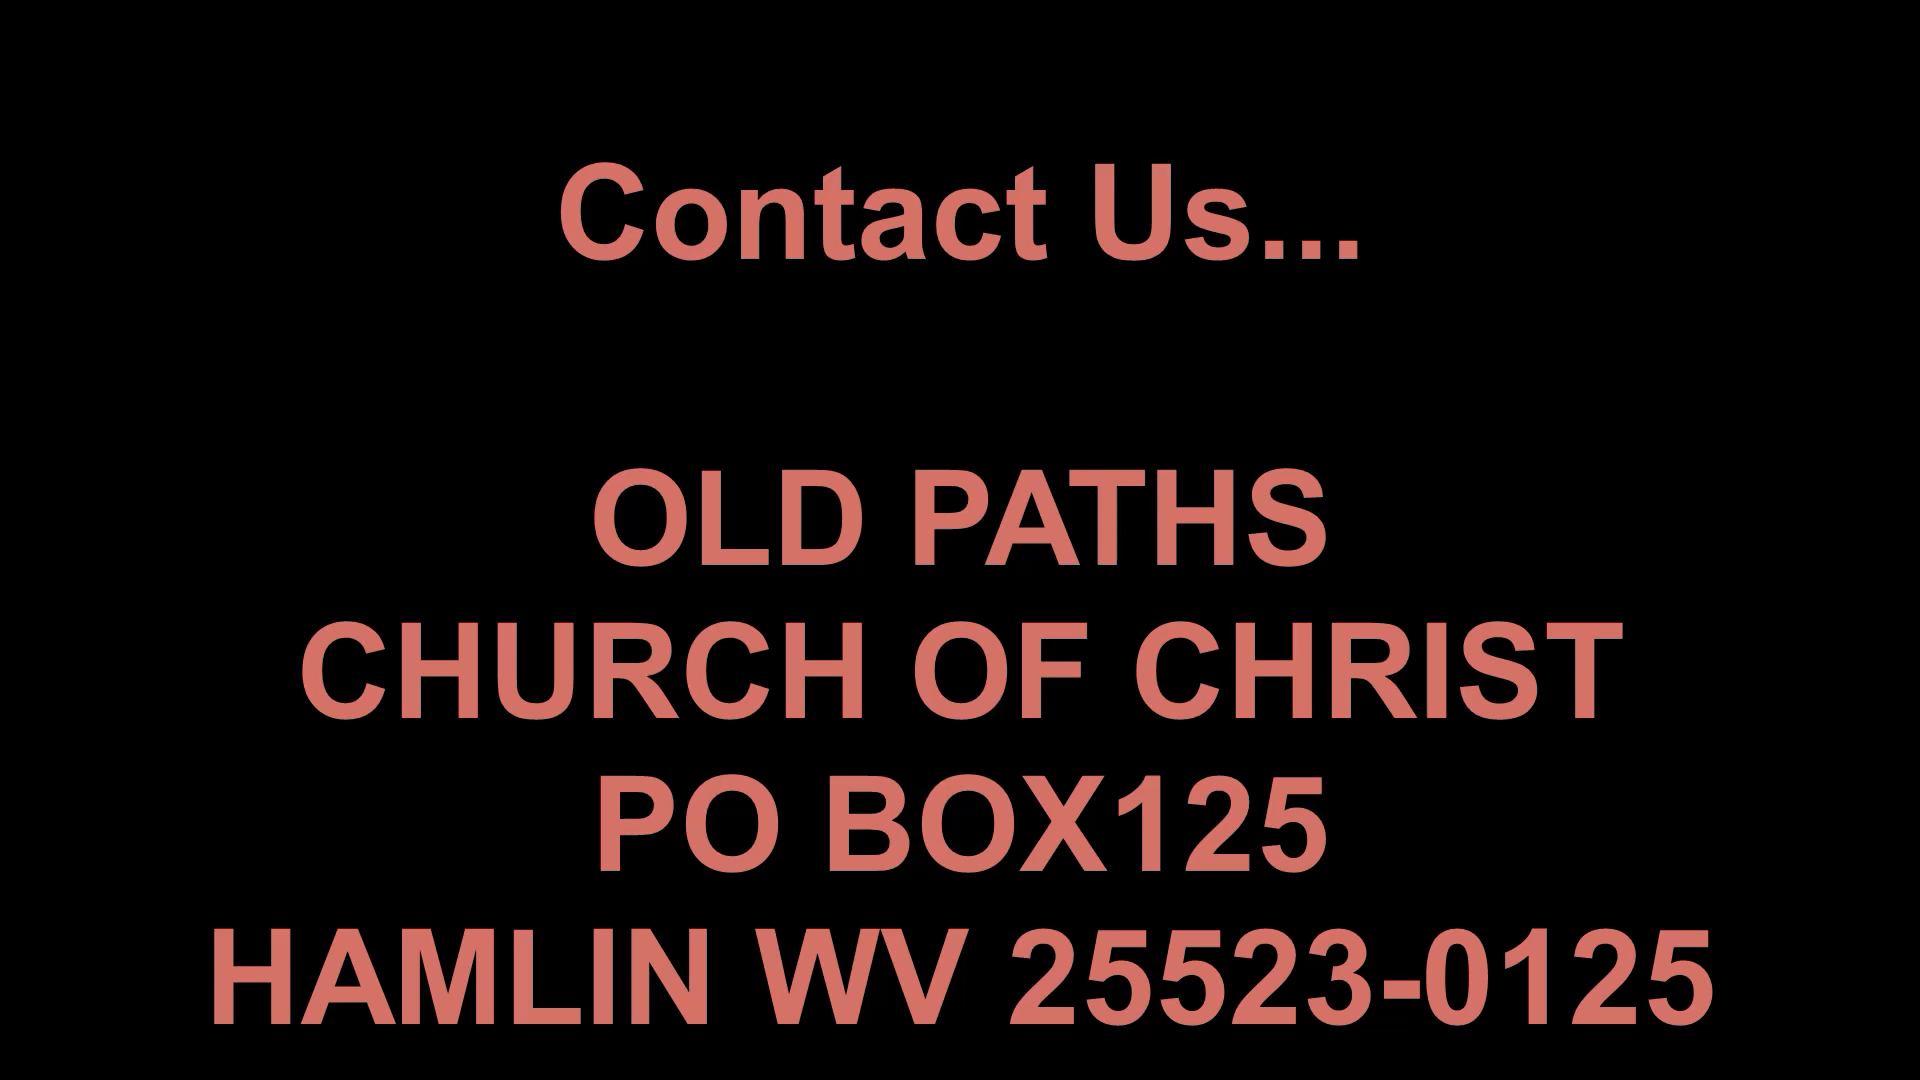 Contact Us...
OLD PATHS
CHURCH OF CHRIST
PO BOX125
HAMLIN WV 25523-0125